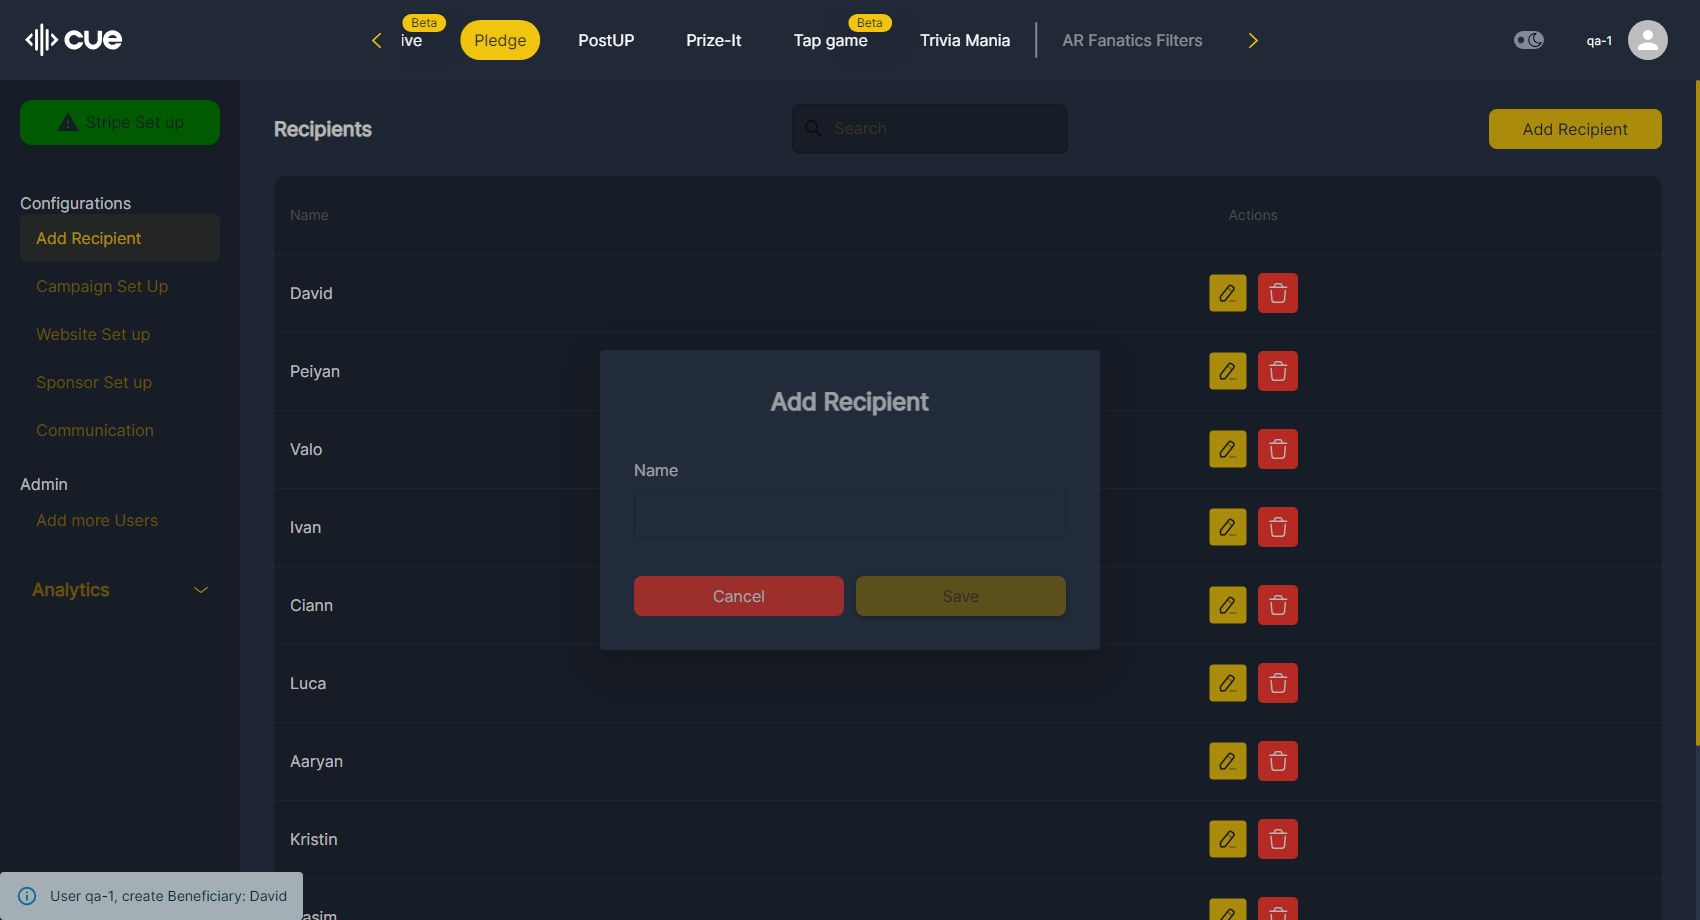 cue
Beta
ive
Pledge
PostUP
Prize-It
Beta
Tap game
Trivia Mania
AR Fanatics Filters
qa-1
Stripe Set up
Configurations
Add Recipient
Campaign Set Up
Website Set up
Sponsor Set up
Communication
Admin
Add more Users
Analytics
Recipients
Search
Add Recipient
Name
Actions
David
Peiyan
Valo
Ivan
Ciann
Luca
Aaryan
Kristin
asim
Add Recipient
Name
Cancel
Save
User qa-1, create Beneficiary: David